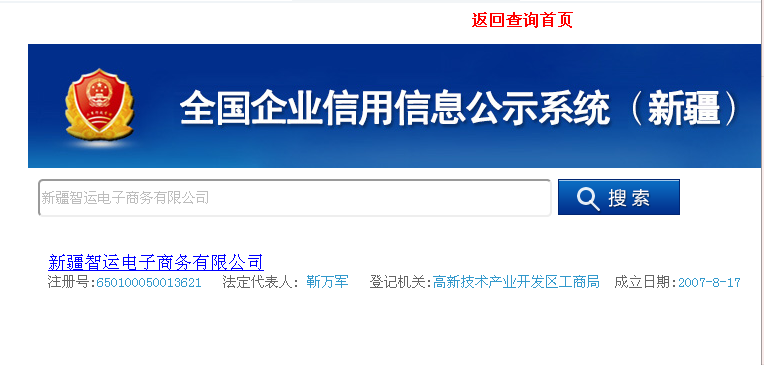 返回查询首页
全国企业信用信息公示系统（新疆）
新疆智运电子商务有限公司
搜索
新疆智运电子商务有限公司
注册号:650100050013621 法定代表人: 靳万军 登记机关:高新技术产业开发区工商局 成立日期:2007-8-17